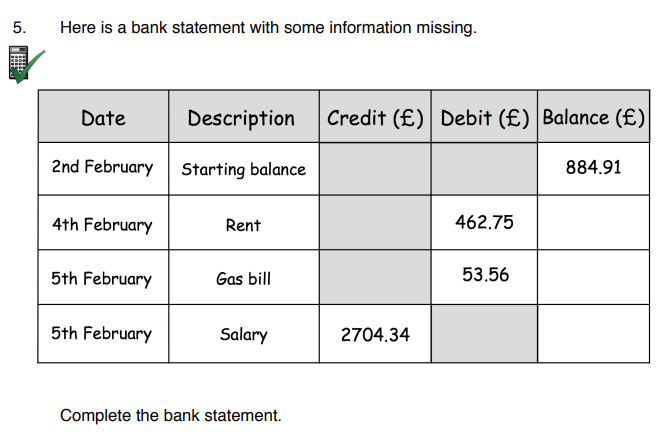 5. Here is a bank statement with some information missing.
Date Description Credit (£) Debit (£) Balance (£)
2nd February Starting balance 884.91
4th February Rent 462.75
5th February Gas bill 53.56
5th February Salary 2704.34
Complete the bank statement.